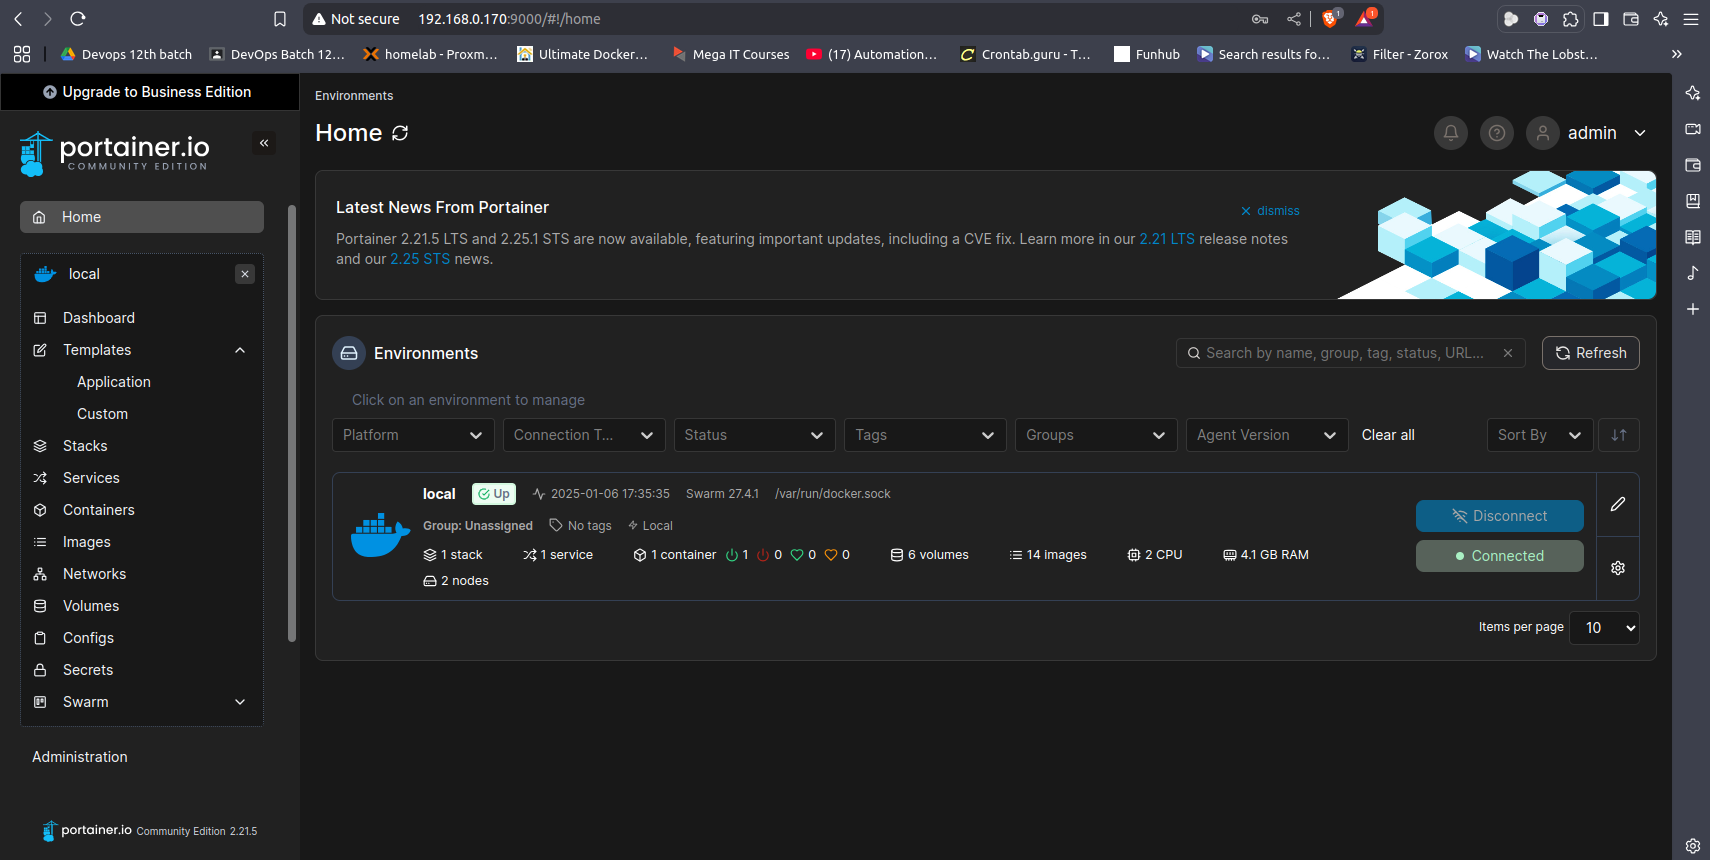 Not secure 192.168.0.170:9000/#!/home 1 1
Devops 12th batch DevOps Batch 12... homelab - Proxm... Ultimate Docker... Mega IT Courses (17) Automation... Crontab.guru - T... Funhub Search results fo... Filter - Zorox Watch The Lobst... »
Upgrade to Business Edition
portainer.io
COMMUNITY EDITION
Home
local
Dashboard
Templates
Application
Custom
Stacks
Services
Containers
Images
Networks
Volumes
Configs
Secrets
Swarm
Administration
portainer.io Community Edition 2.21.5
Environments
Home
admin
Latest News From Portainer
dismiss
Portainer 2.21.5 LTS and 2.25.1 STS are now available, featuring important updates, including a CVE fix. Learn more in our 2.21 LTS release notes
and our 2.25 STS news.
Environments
Search by name, group, tag, status, URL...
Refresh
Click on an environment to manage
Platform Connection T... Status Tags Groups Agent Version Clear all Sort By
local Up 2025-01-06 17:35:35 Swarm 27.4.1 /var/run/docker.sock
Group: Unassigned No tags Local
1 stack 1 service 1 container 1 0 0 0 6 volumes 14 images 2 CPU 4.1 GB RAM
2 nodes
Disconnect
Connected
Items per page 10